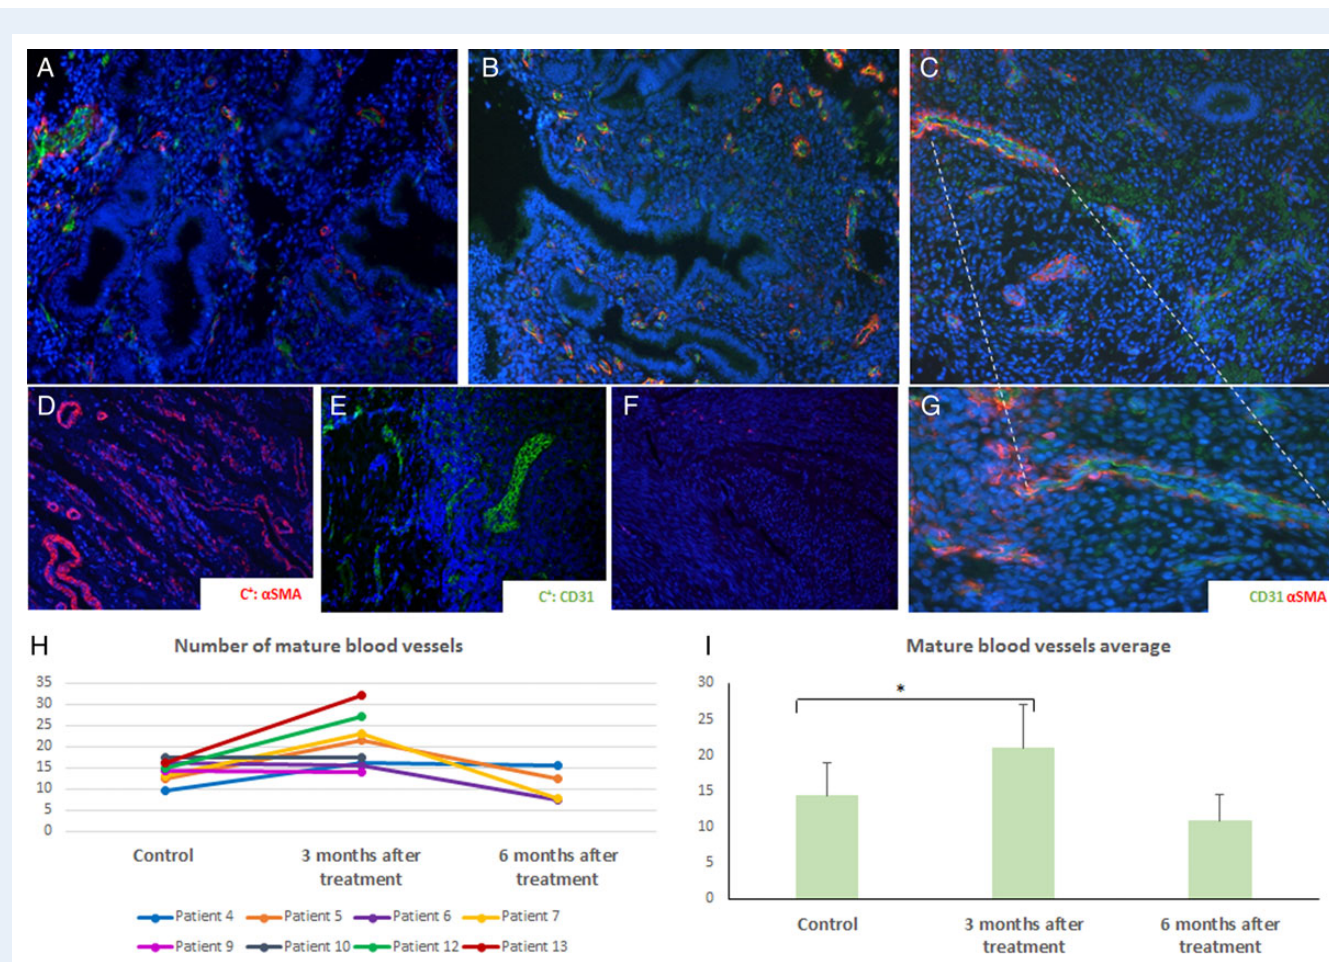 A
B
C
D
C⁺: αSMA
E
C⁺: CD31
F
G
CD31 αSMA
H
Number of mature blood vessels
35
30
25
20
15
10
5
0
Control
3 months after
treatment
6 months after
treatment
Patient 4
Patient 5
Patient 6
Patient 7
Patient 9
Patient 10
Patient 12
Patient 13
I
Mature blood vessels average
30
25
20
15
10
5
0
*
Control
3 months after
treatment
6 months after
treatment